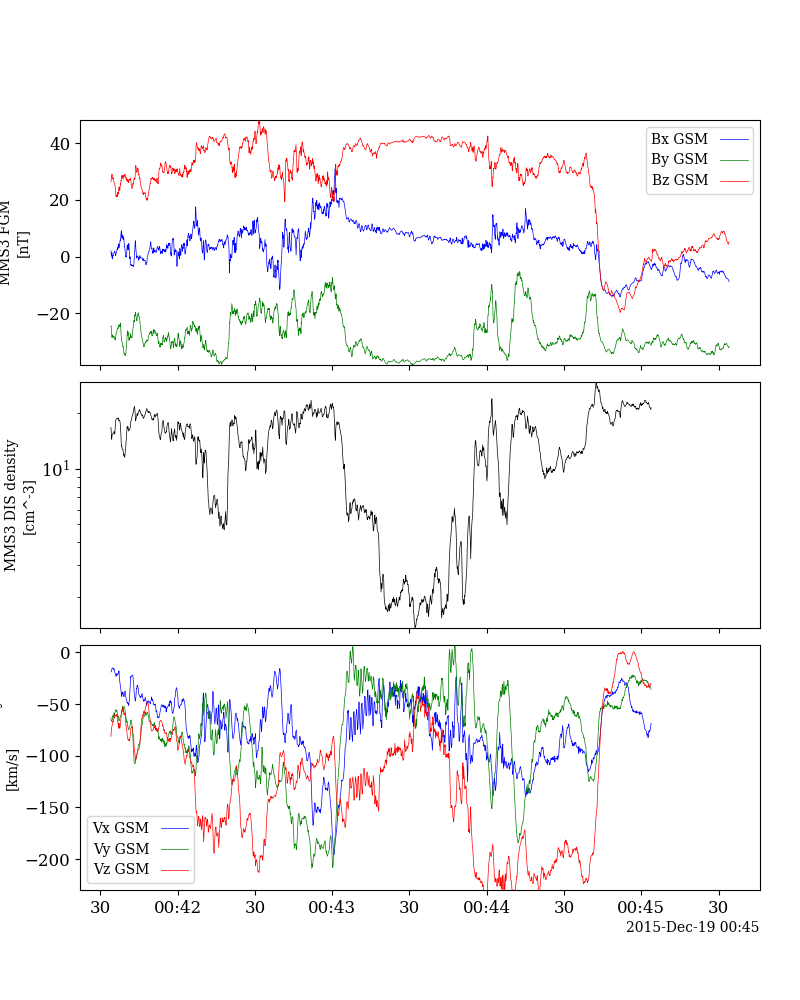 40
20
0
−20
MMS3 FGM
[nT]
Bx GSM
By GSM
Bz GSM
10^1
MMS3 DIS density
[cm^-3]
0
−50
−100
−150
−200
[km/s]
Vx GSM
Vy GSM
Vz GSM
30 00:42 30 00:43 30 00:44 30 00:45 30
2015-Dec-19 00:45